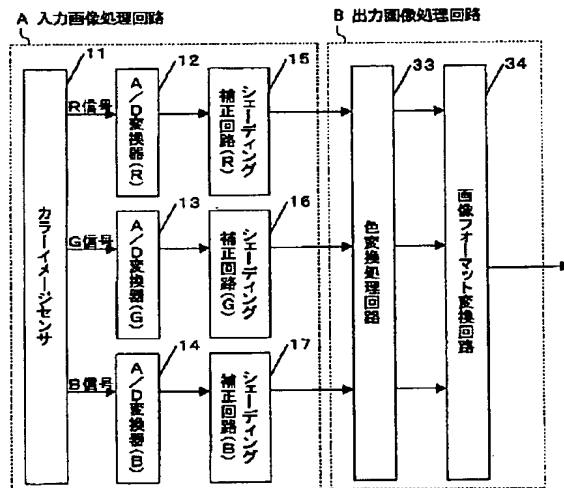 A 入力画像処理回路
B 出力画像処理回路
11
12
15
33
34
R信号
A/D変換器(R)
シェーディング
補正回路(R)
カラーイメージセンサ
13
16
G信号
A/D変換器(G)
シェーディング
補正回路(G)
色変換処理回路
画像フォーマット変換回路
14
17
B信号
A/D変換器(B)
シェーディング
補正回路(B)